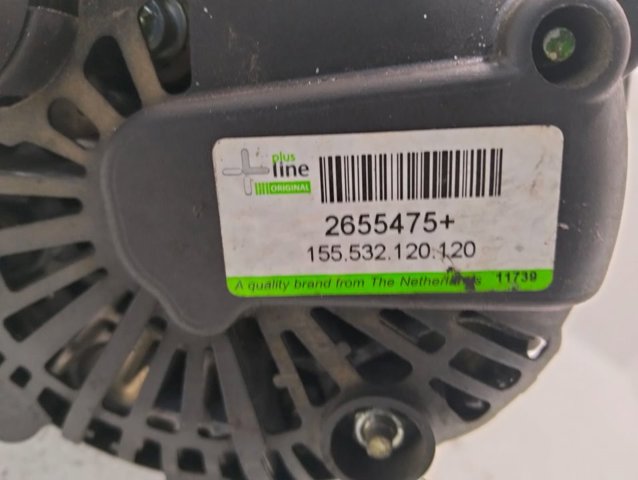 plus
line
ORIGINAL
2655475+
155.532.120.120
A quality brand from The Netherlands 11739